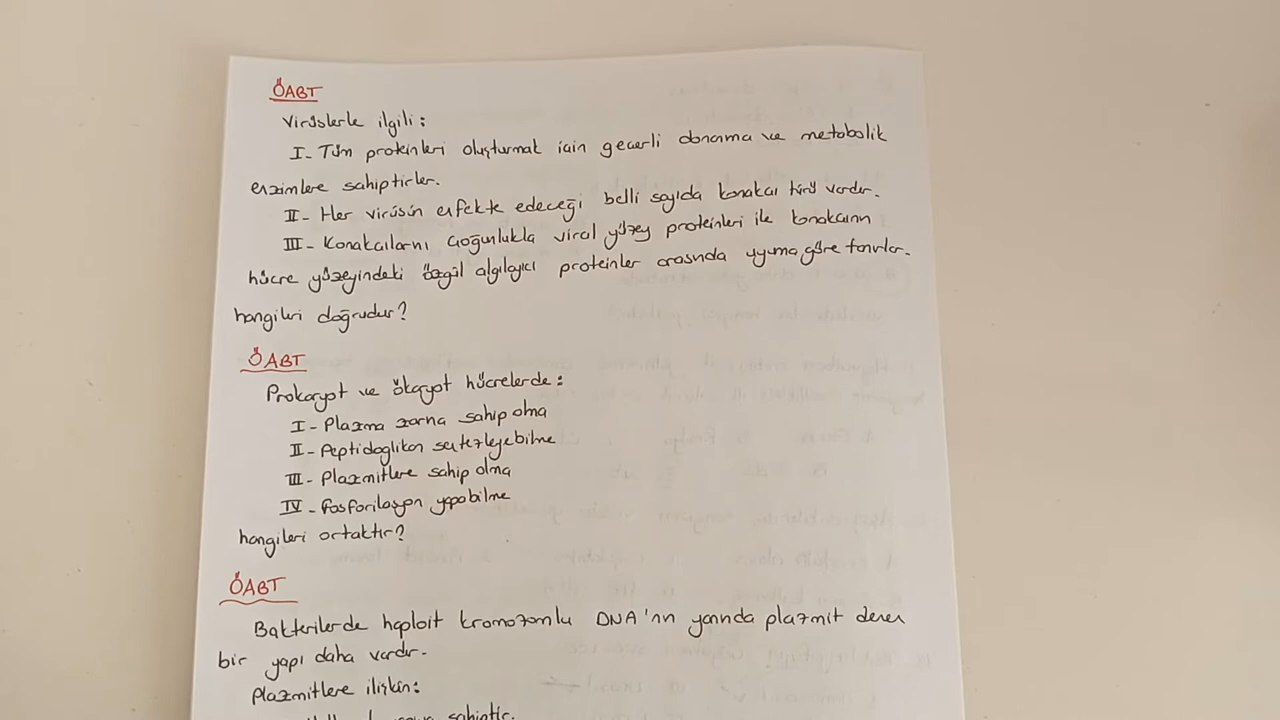 ÖABT
Virüslerle ilgili:
I- Tüm proteinleri oluşturmak için geçerli donanıma ve metabolik
enzimlere sahiptirler.
II- Her virüsün enfekte edeceği belli sayıda konakçı türü vardır.
III- Konakçılarını çoğunlukla viral yüzey proteinleri ile konakçının
hücre yüzeyindeki özgül algılayıcı proteinler arasında uyuma göre tanırlar.
hangileri doğrudur?
ÖABT
Prokaryot ve ökaryot hücrelerde:
I- Plazma zarına sahip olma
II- Peptidoglikan sentezleyebilme
III- Plazmitlere sahip olma
IV- Fosforilasyon yapabilme
hangileri ortaktır?
ÖABT
Bakterilerde haploit kromozomlu DNA'nın yanında plazmit denen
bir yapı daha vardır.
Plazmitlere ilişkin:
sahiptir.